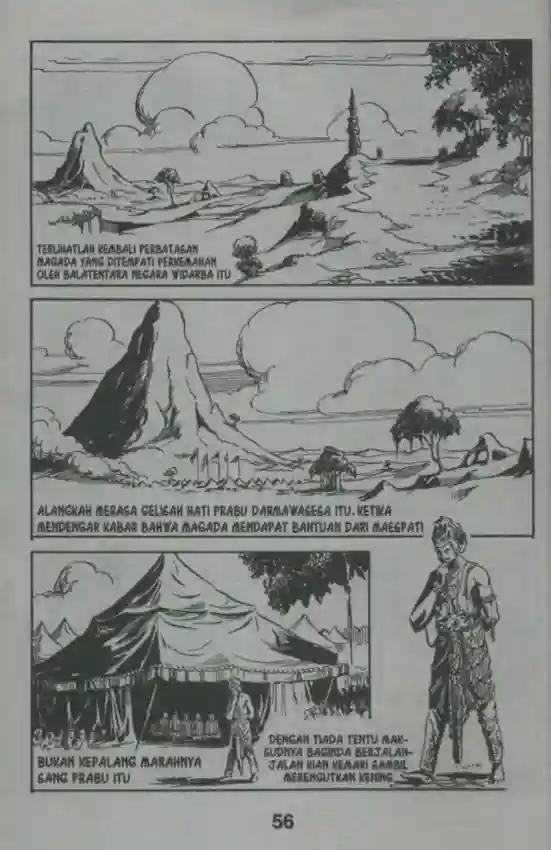 TERLIHATLAH KEMBALI PERBATASAN
MAGADA YANG DITEMPATI PERKEMAHAN
OLEH BALATENTARA NEGARA WIDARBA ITU
ALANGKAH MERASA GELISAH HATI PRABU DARMAWASESA ITU. KETIKA
MENDENGAR KABAR BAHWA MAGADA MENDAPAT BANTUAN DARI MAESPATI
BUKAN KEPALANG MARAHNYA
SANG PRABU ITU
DENGAN TIADA TENTU MAK-
SUDNYA BAGINDA BERJALAN-
JALAN KIAN KEMARI SAMBIL
MERENGUTKAN KENING
56